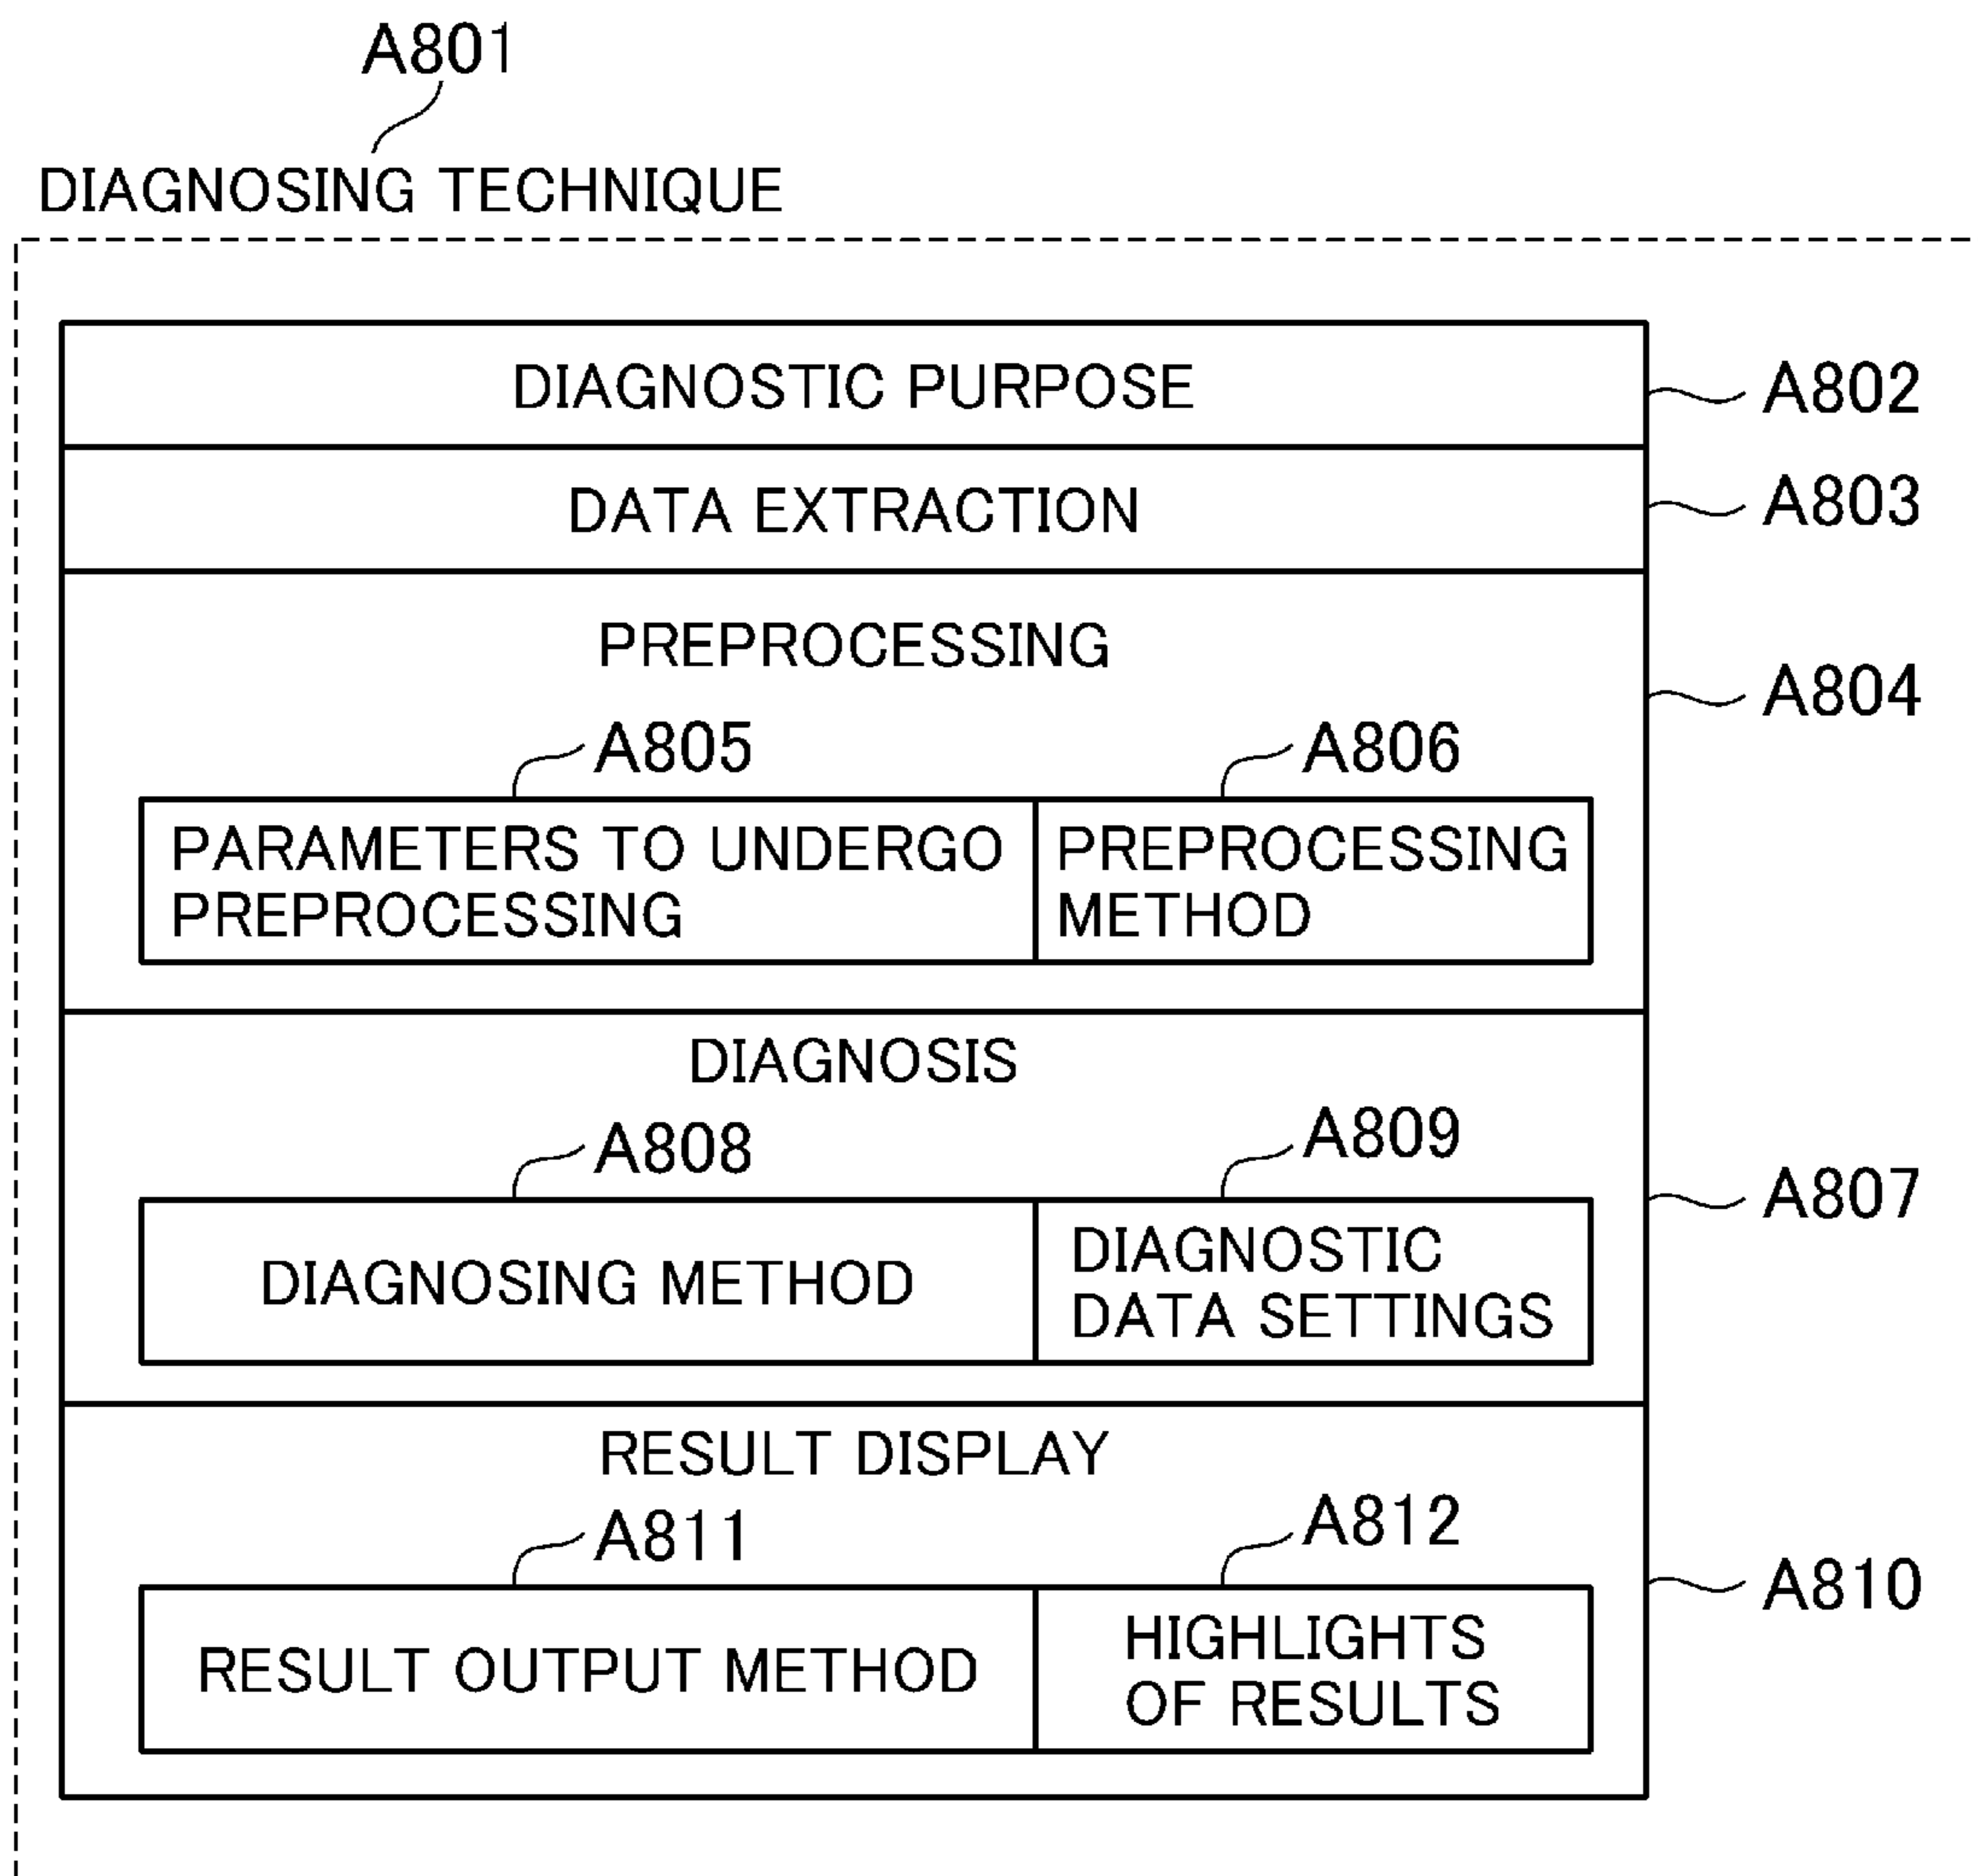 A801
DIAGNOSING TECHNIQUE
DIAGNOSTIC PURPOSE
A802
DATA EXTRACTION
A803
PREPROCESSING
A804
A805
A806
PARAMETERS TO UNDERGO
PREPROCESSING
PREPROCESSING
METHOD
DIAGNOSIS
A808
A809
A807
DIAGNOSING METHOD
DIAGNOSTIC
DATA SETTINGS
RESULT DISPLAY
A811
A812
A810
RESULT OUTPUT METHOD
HIGHLIGHTS
OF RESULTS